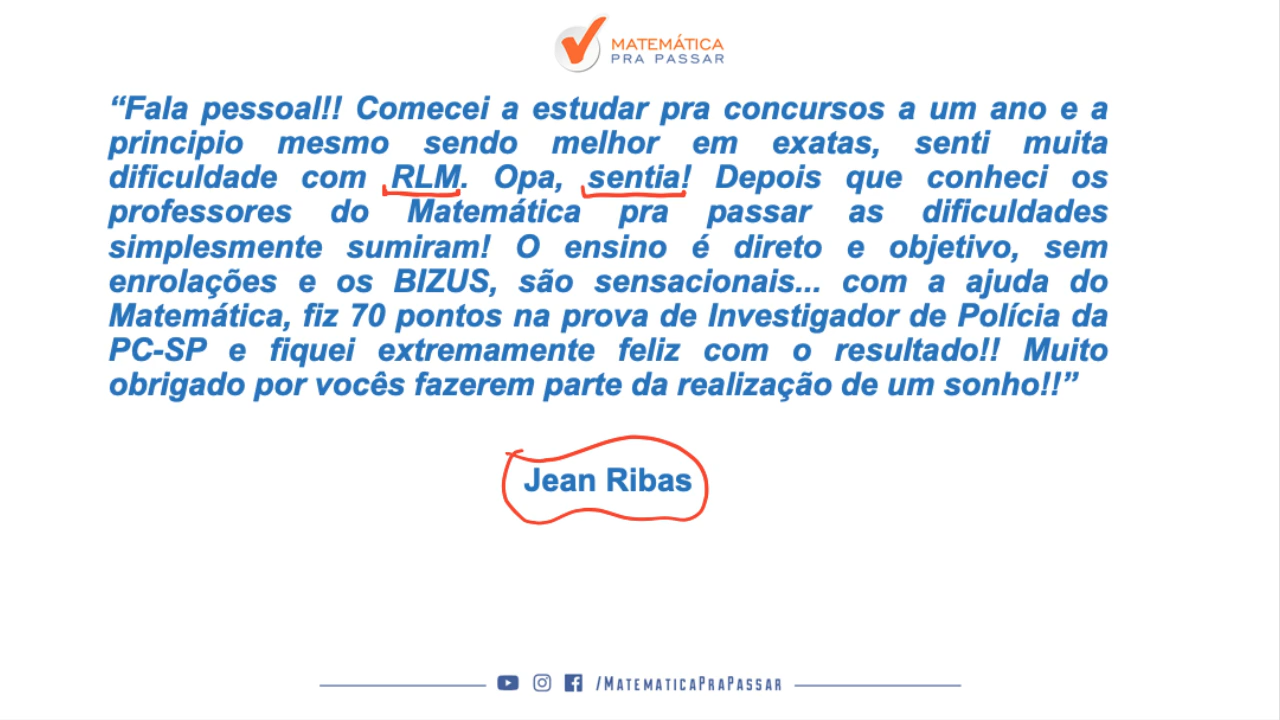 MATEMÁTICA
PRA PASSAR
“Fala pessoal!! Comecei a estudar pra concursos a um ano e a
principio mesmo sendo melhor em exatas, senti muita
dificuldade com RLM. Opa, sentia! Depois que conheci os
professores do Matemática pra passar as dificuldades
simplesmente sumiram! O ensino é direto e objetivo, sem
enrolações e os BIZUS, são sensacionais... com a ajuda do
Matemática, fiz 70 pontos na prova de Investigador de Polícia da
PC-SP e fiquei extremamente feliz com o resultado!! Muito
obrigado por vocês fazerem parte da realização de um sonho!!”
Jean Ribas
/MATEMATICAPRAPASSAR